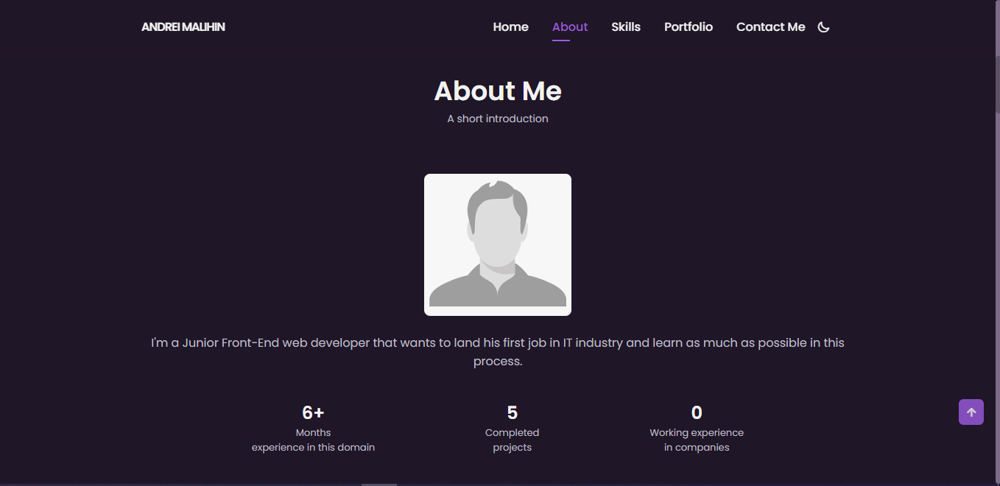 ANDREI MALIHIN
Home About Skills Portfolio Contact Me
About Me
A short introduction
I'm a Junior Front-End web developer that wants to land his first job in IT industry and learn as much as possible in this
process.
6+
Months
experience in this domain
5
Completed
projects
0
Working experience
in companies